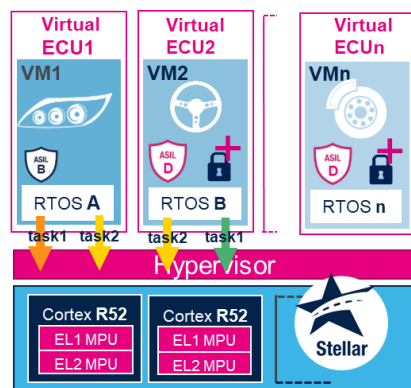 Virtual
ECU1
Virtual
ECU2
Virtual
ECUn
VM1
VM2
VMn
ASIL
B
ASIL
D
ASIL
D
RTOS A
RTOS B
RTOS n
task1
task2
task2
task1
Hypervisor
Cortex R52
EL1 MPU
EL2 MPU
Cortex R52
EL1 MPU
EL2 MPU
Stellar